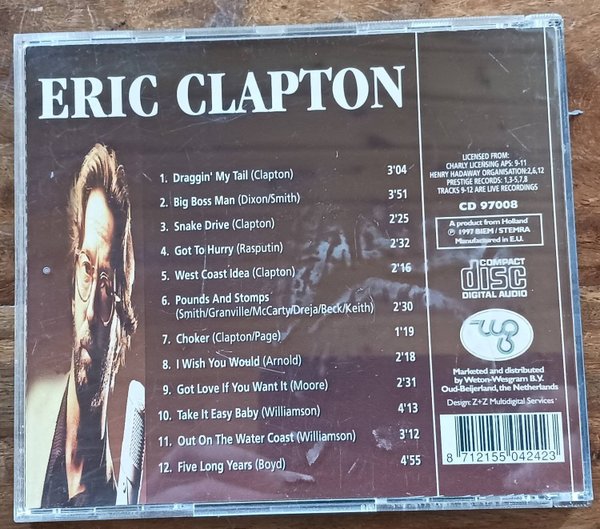 ERIC CLAPTON
1. Draggin' My Tail (Clapton) 3'04
2. Big Boss Man (Dixon/Smith) 3'51
3. Snake Drive (Clapton) 2'25
4. Got To Hurry (Rasputin) 2'32
5. West Coast Idea (Clapton) 2'16
6. Pounds And Stomps
(Smith/Granville/McCarty/Dreja/Beck/Keith) 2'30
7. Choker (Clapton/Page) 1'19
8. I Wish You Would (Arnold) 2'18
9. Got Love If You Want It (Moore) 2'31
10. Take It Easy Baby (Williamson) 4'13
11. Out On The Water Coast (Williamson) 3'12
12. Five Long Years (Boyd) 4'55
LICENSED FROM:
CHARLY LICENSING APS: 9-11
HENRY HADAWAY ORGANISATION:2,6,12
PRESTIGE RECORDS: 1,3-5,7,8
TRACKS 9-12 ARE LIVE RECORDINGS
CD 97008
A product from Holland
℗ 1997 BIEM / STEMRA
Manufactured in E.U.
COMPACT
disc
DIGITAL AUDIO
Marketed and distributed
by Weton-Wesgram B.V.
Oud-Beijerland, the Netherlands
Design: Z+Z Multidigital Services
8 712155 042423